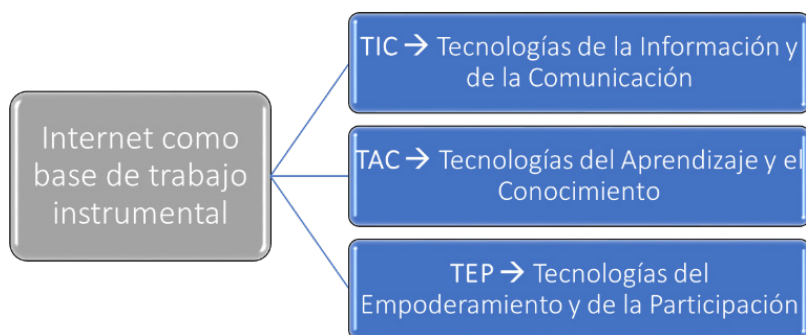 Internet como
base de trabajo
instrumental
TIC → Tecnologías de la Información y
de la Comunicación
TAC → Tecnologías del Aprendizaje y el
Conocimiento
TEP → Tecnologías del
Empoderamiento y de la Participación